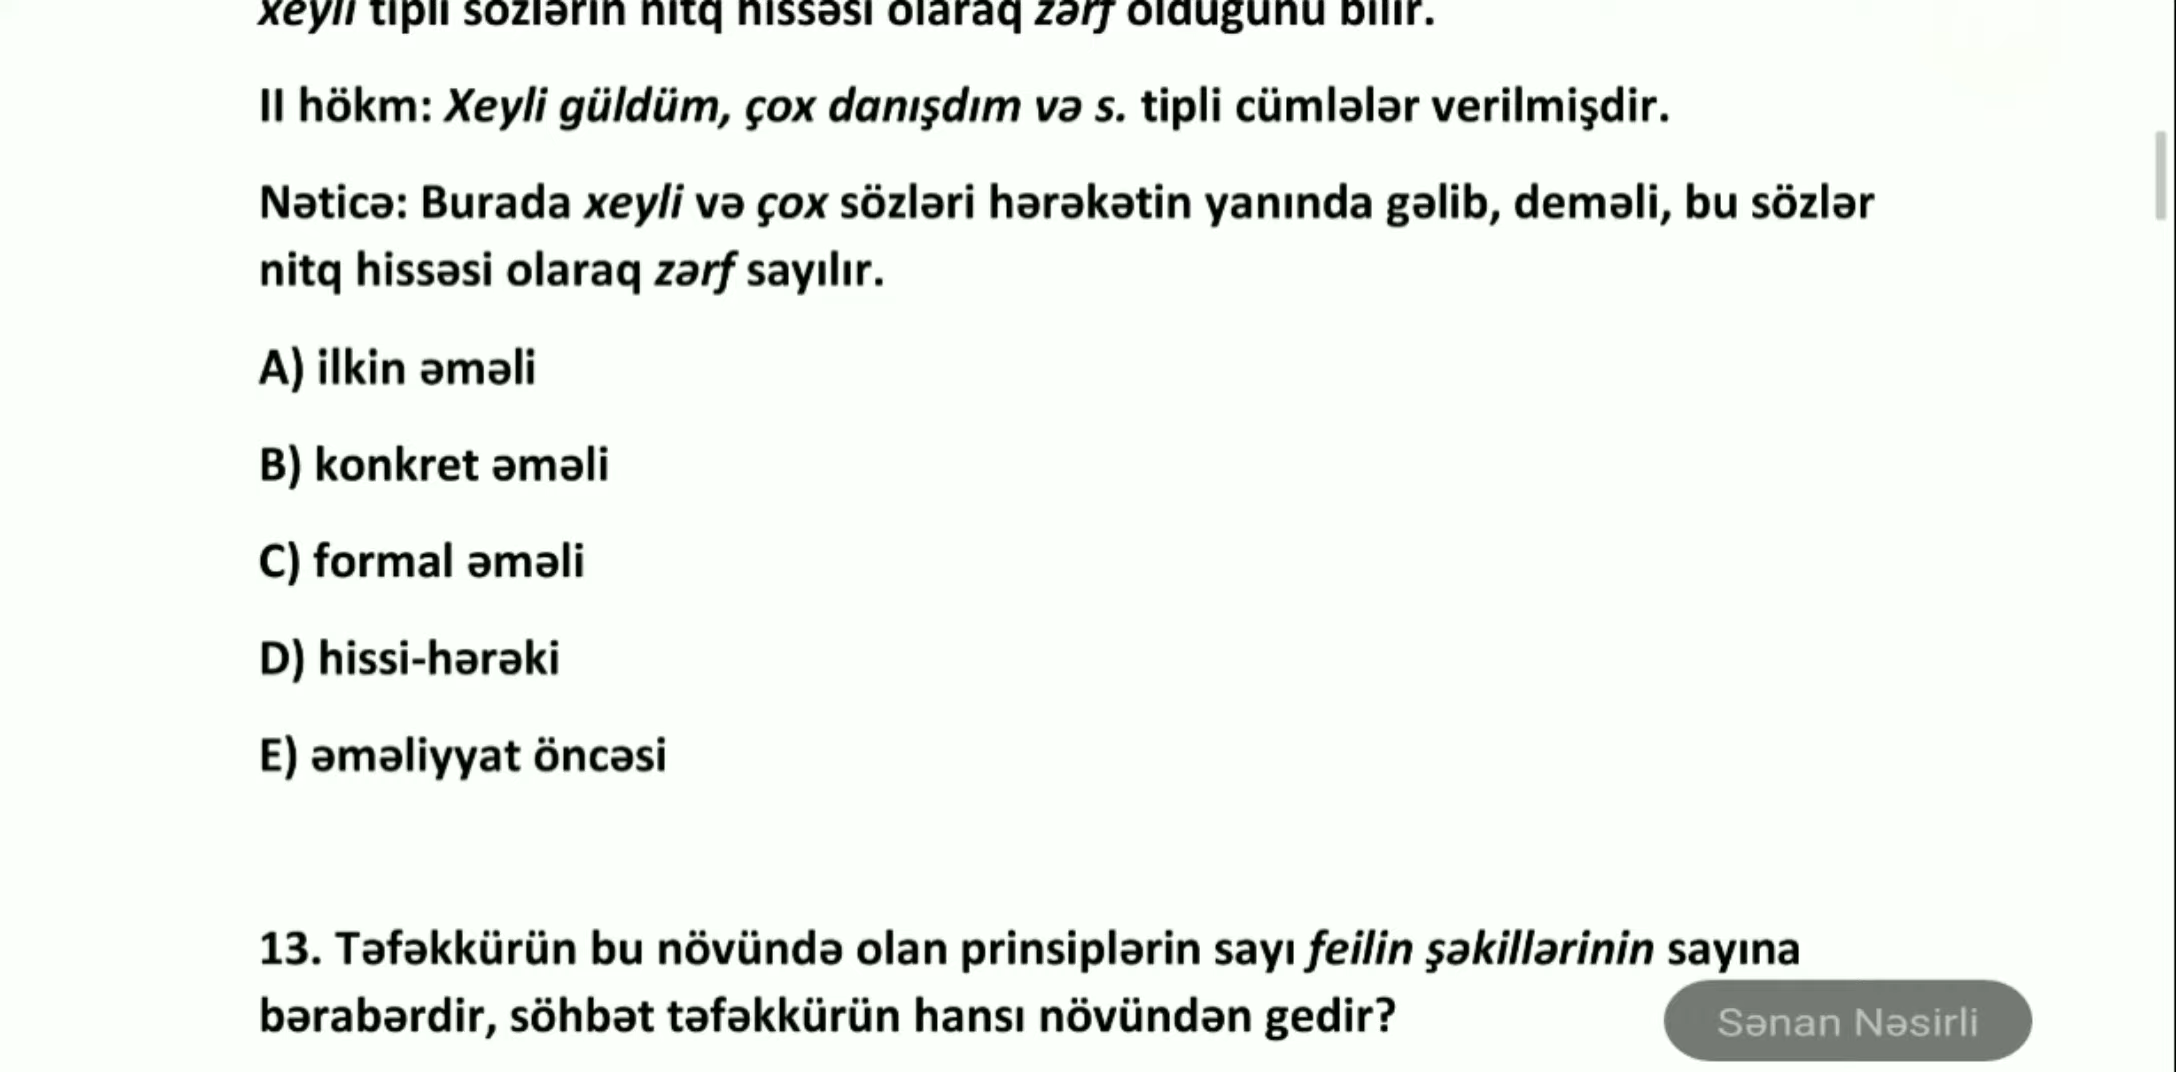 xeyli tipli sözlərin nitq hissəsi olaraq zərf olduğunu bilir.
II hökm: Xeyli güldüm, çox danışdım və s. tipli cümlələr verilmişdir.
Nəticə: Burada xeyli və çox sözləri hərəkətin yanında gəlib, deməli, bu sözlər
nitq hissəsi olaraq zərf sayılır.
A) ilkin əməli
B) konkret əməli
C) formal əməli
D) hissi-hərəki
E) əməliyyat öncəsi
13. Təfəkkürün bu növündə olan prinsiplərin sayı feilin şəkillərinin sayına
bərabərdir, söhbət təfəkkürün hansı növündən gedir?
Sənan Nəsirli